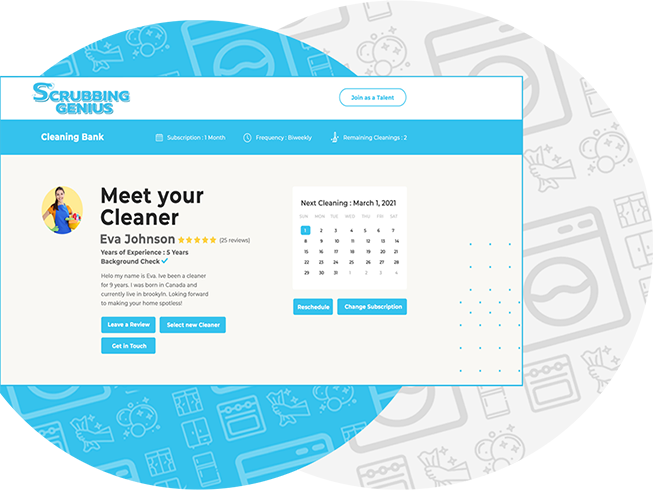 SCRUBBING
GENIUS
Join as a Talent
Cleaning Bank
Subscription : 1 Month
Frequency : Biweekly
Remaining Cleanings : 2
Meet your
Cleaner
Eva Johnson (25 reviews)
Years of Experience : 5 Years
Background Check
Helo my name is Eva. Ive been a cleaner
for 9 years. I was born in Canada and
currently live in brooklyn. Loking forward
to making your home spotless!
Leave a Review
Select new Cleaner
Get in Touch
Next Cleaning : March 1, 2021
SUN MON TUE WED THU FRI SAT
1 2 3 4 5 6 7
8 9 10 11 12 13 14
15 16 17 18 19 20 21
22 23 24 25 26 27 28
29 30 31 1 2 3 4
Reschedule
Change Subscription